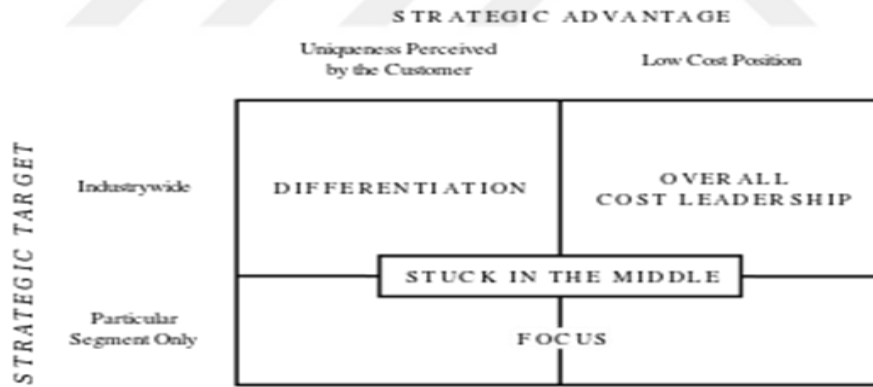 STRATEGIC ADVANTAGE
Uniqueness Perceived
by the Customer
Low Cost Position
STRATEGIC TARGET
Industrywide
DIFFERENTIATION
OVERALL
COST LEADERSHIP
STUCK IN THE MIDDLE
Particular
Segment Only
FOCUS